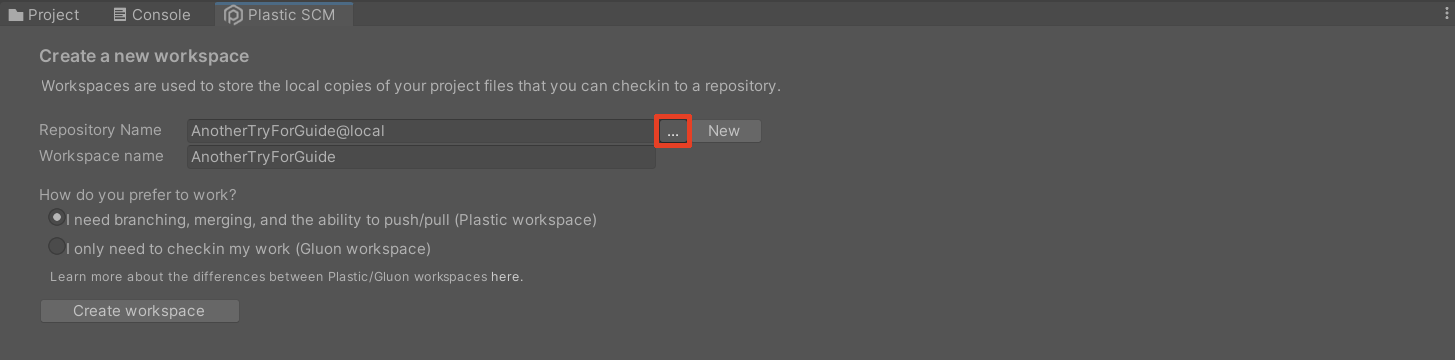 Project Console Plastic SCM
Create a new workspace
Workspaces are used to store the local copies of your project files that you can checkin to a repository.
Repository Name AnotherTryForGuide@local ... New
Workspace name AnotherTryForGuide
How do you prefer to work?
I need branching, merging, and the ability to push/pull (Plastic workspace)
I only need to checkin my work (Gluon workspace)
Learn more about the differences between Plastic/Gluon workspaces here.
Create workspace